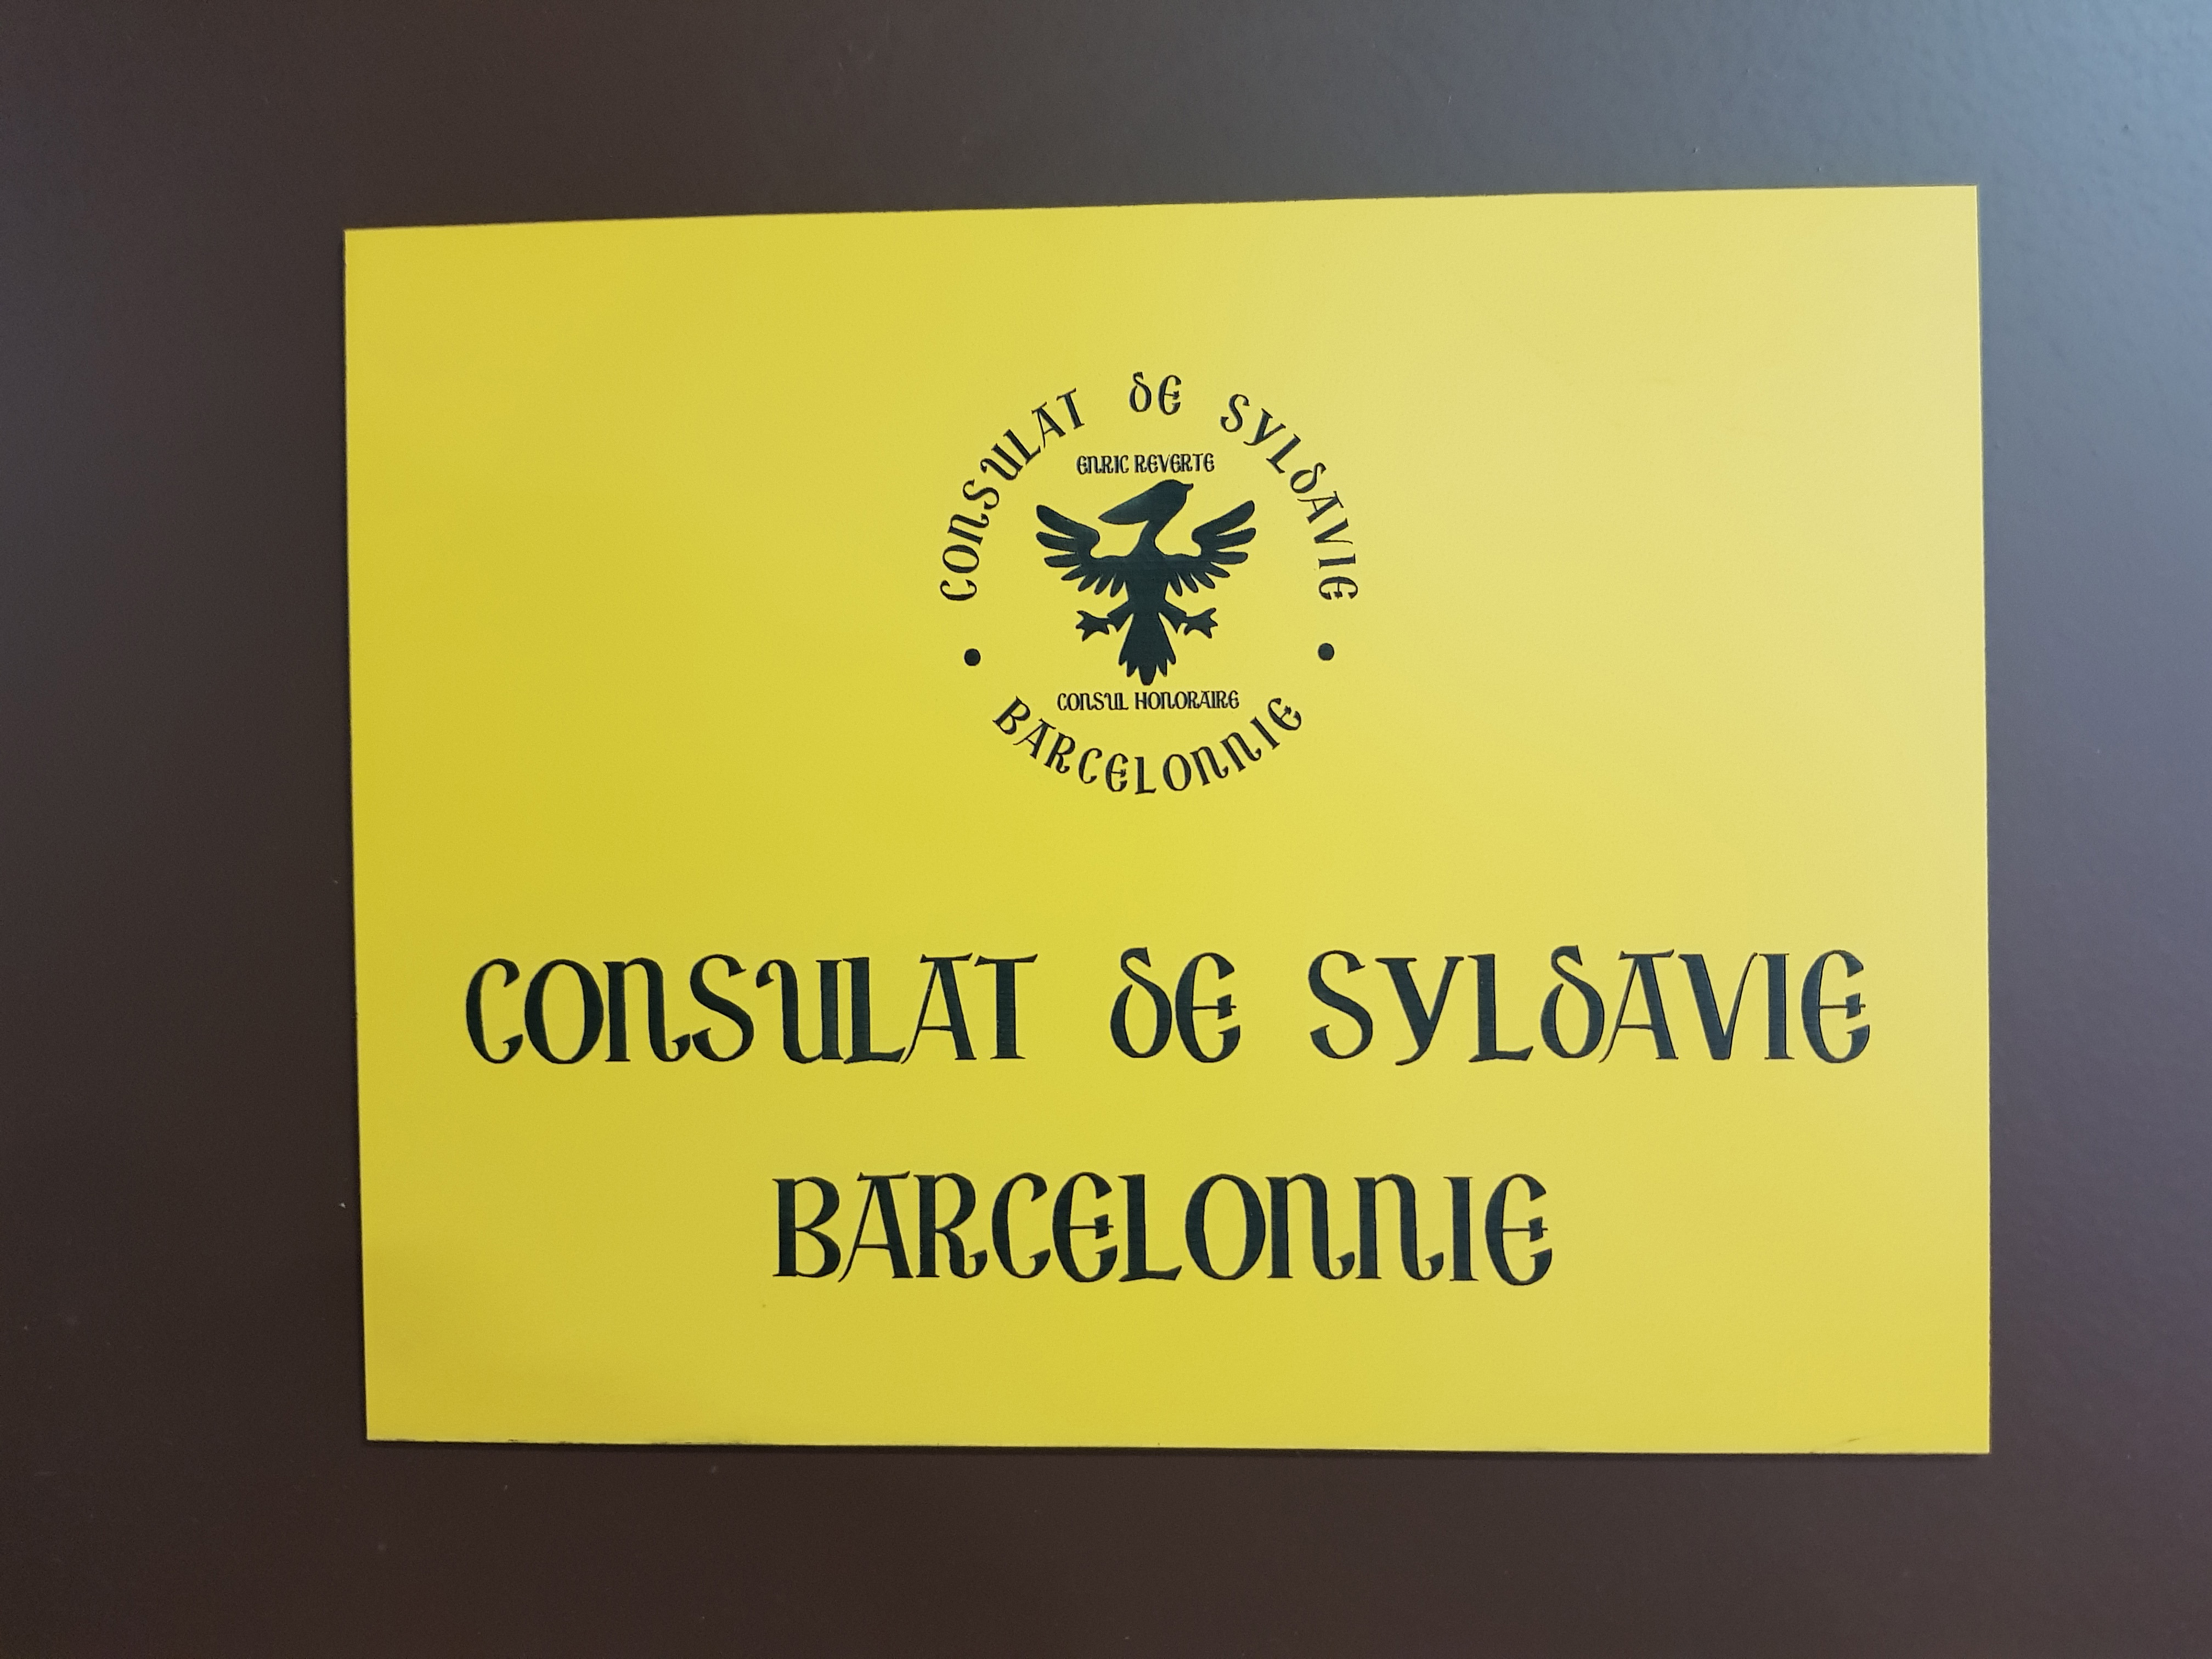 CONSULAT DE SYLDAVIE
ENRIC REVERTE
CONSUL HONORAIRE
BARCELONNIE
CONSULAT DE SYLDAVIE
BARCELONNIE